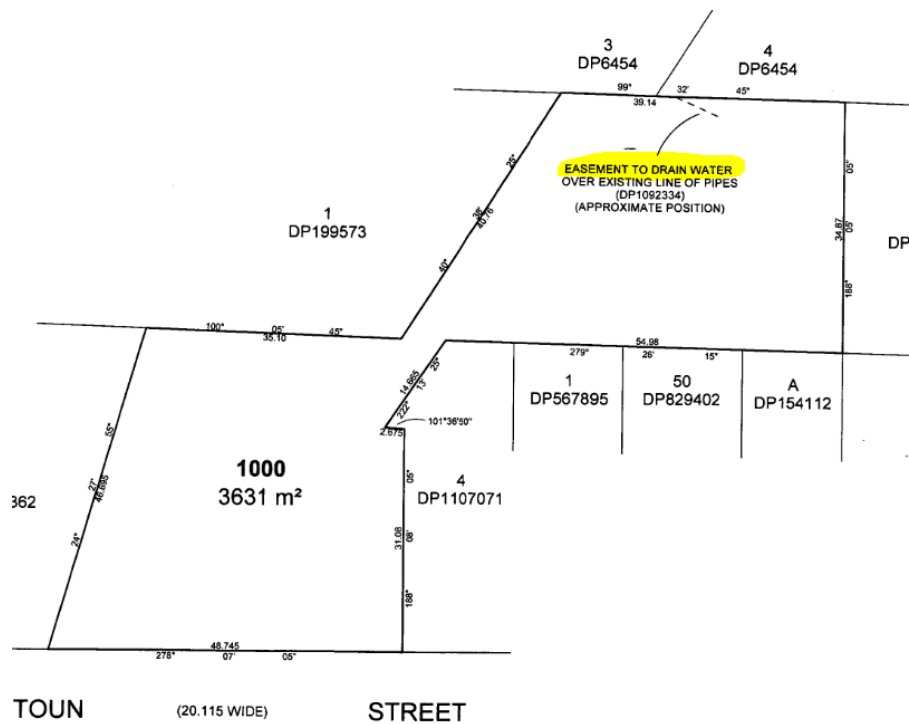 3
DP6454
4
DP6454
99° 32' 45"
39.14
EASEMENT TO DRAIN WATER
OVER EXISTING LINE OF PIPES
(DP1092334)
(APPROXIMATE POSITION)
25"
38'
40.76
40°
05"
34.87
05'
188°
1
DP199573
DP
100° 05' 45"
35.10
54.98
279° 26' 15"
25"
14.665
13'
222°
1
DP567895
50
DP829402
A
DP154112
101°36'50"
2.675
55"
27'
46.695
24°
1000
3631 m²
05"
31.08
08'
188°
4
DP1107071
362
48.745
278° 07' 05"
TOUN (20.115 WIDE) STREET